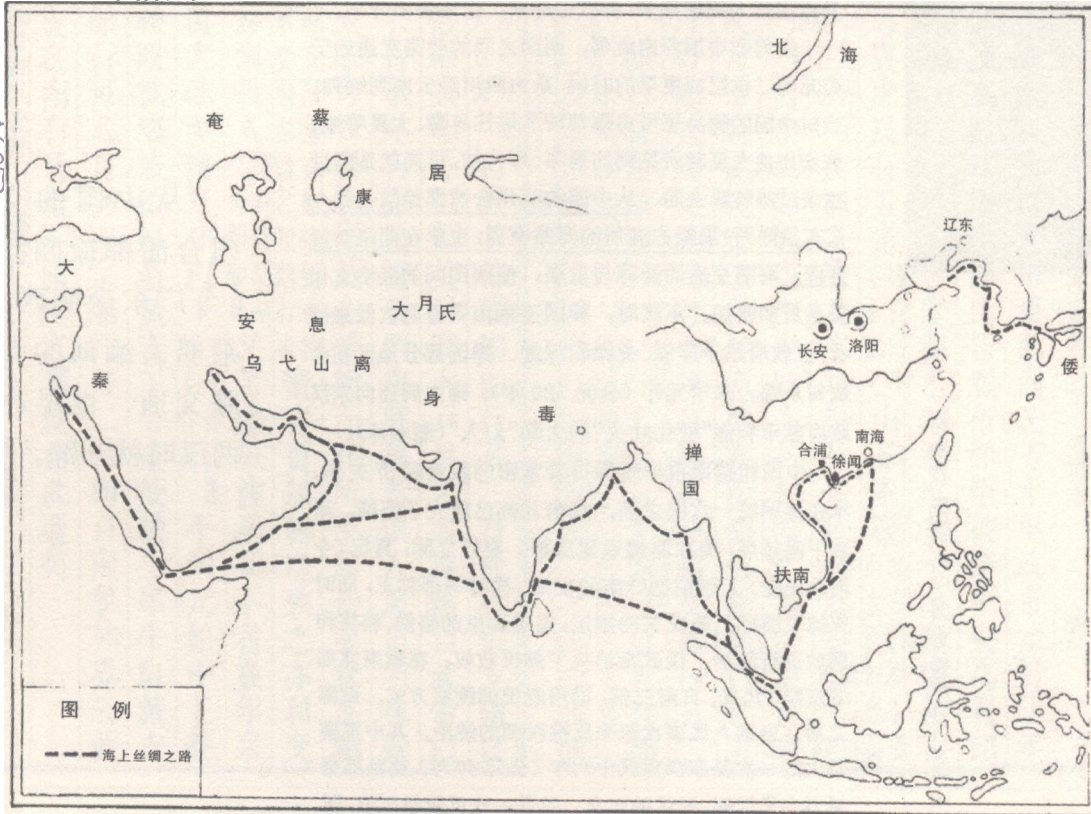 北海
奄蔡
康居
大秦
安息
大月氏
乌弋山离
身毒
掸国
扶南
辽东
长安
洛阳
倭
合浦
徐闻
南海
图例
海上丝绸之路